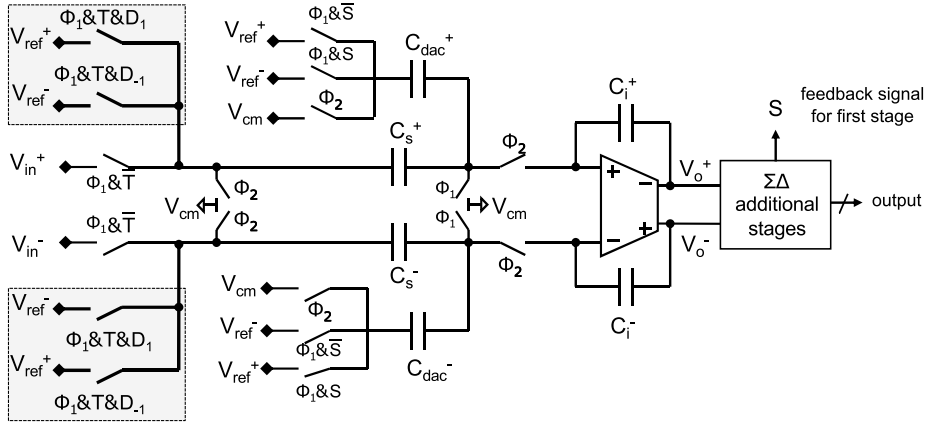 Φ₁&T&D₁
Vref⁺
Φ₁&T&D₋₁
Vref⁻
Vin⁺
Φ₁&T̅
Φ₁&S̅
Vref⁺
Φ₁&S
Vref⁻
Vcm
Φ₂
Cdac⁺
Cs⁺
Φ₂
Vcm
Φ₂
Φ₁
Vcm
Φ₁
Φ₂
Ci⁺
+
−
−
+
Vo⁺
Vo⁻
S
feedback signal
for first stage
ΣΔ
additional
stages
output
Φ₁&T̅
Vin⁻
Cs⁻
Φ₂
Ci⁻
Vref⁻
Φ₁&T&D₁
Vref⁺
Φ₁&T&D₋₁
Vcm
Φ₂
Vref⁻
Φ₁&S̅
Vref⁺
Φ₁&S
Cdac⁻